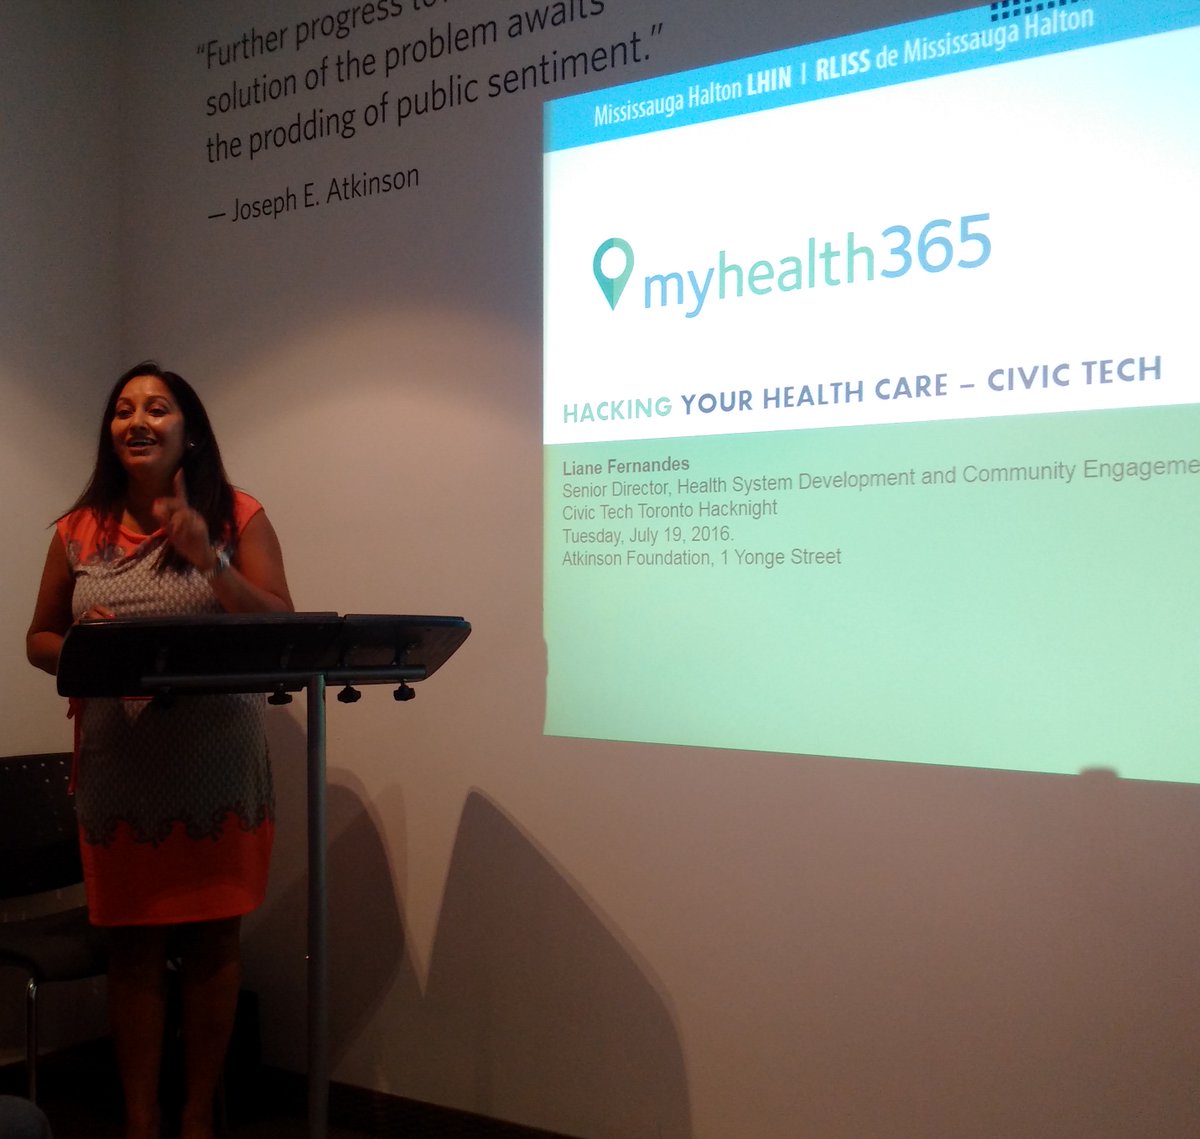 “Further progress
solution of the problem awaits
the prodding of public sentiment.”
— Joseph E. Atkinson
Mississauga Halton LHIN | RLISS de Mississauga Halton
myhealth365
HACKING YOUR HEALTH CARE – CIVIC TECH
Liane Fernandes
Senior Director, Health System Development and Community Engageme
Civic Tech Toronto Hacknight
Tuesday, July 19, 2016.
Atkinson Foundation, 1 Yonge Street